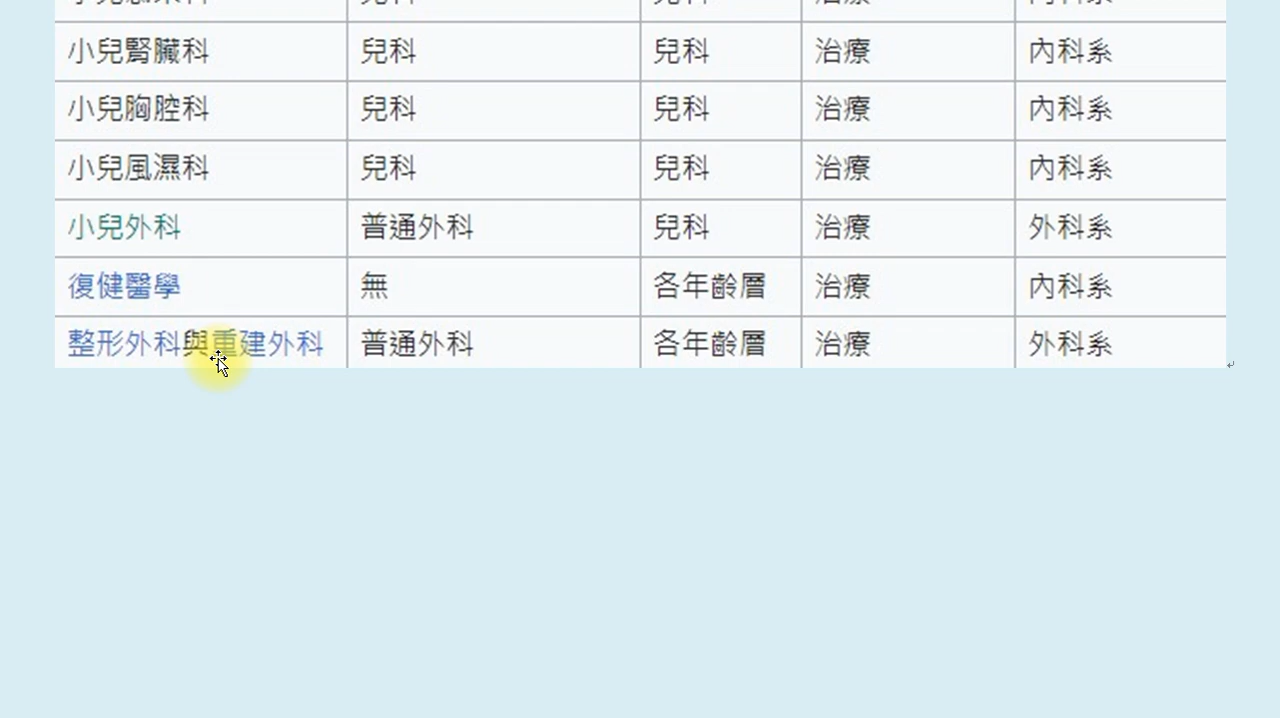 小兒腎臟科 兒科 兒科 治療 內科系
小兒胸腔科 兒科 兒科 治療 內科系
小兒風濕科 兒科 兒科 治療 內科系
小兒外科 普通外科 兒科 治療 外科系
復健醫學 無 各年齡層 治療 內科系
整形外科與重建外科 普通外科 各年齡層 治療 外科系